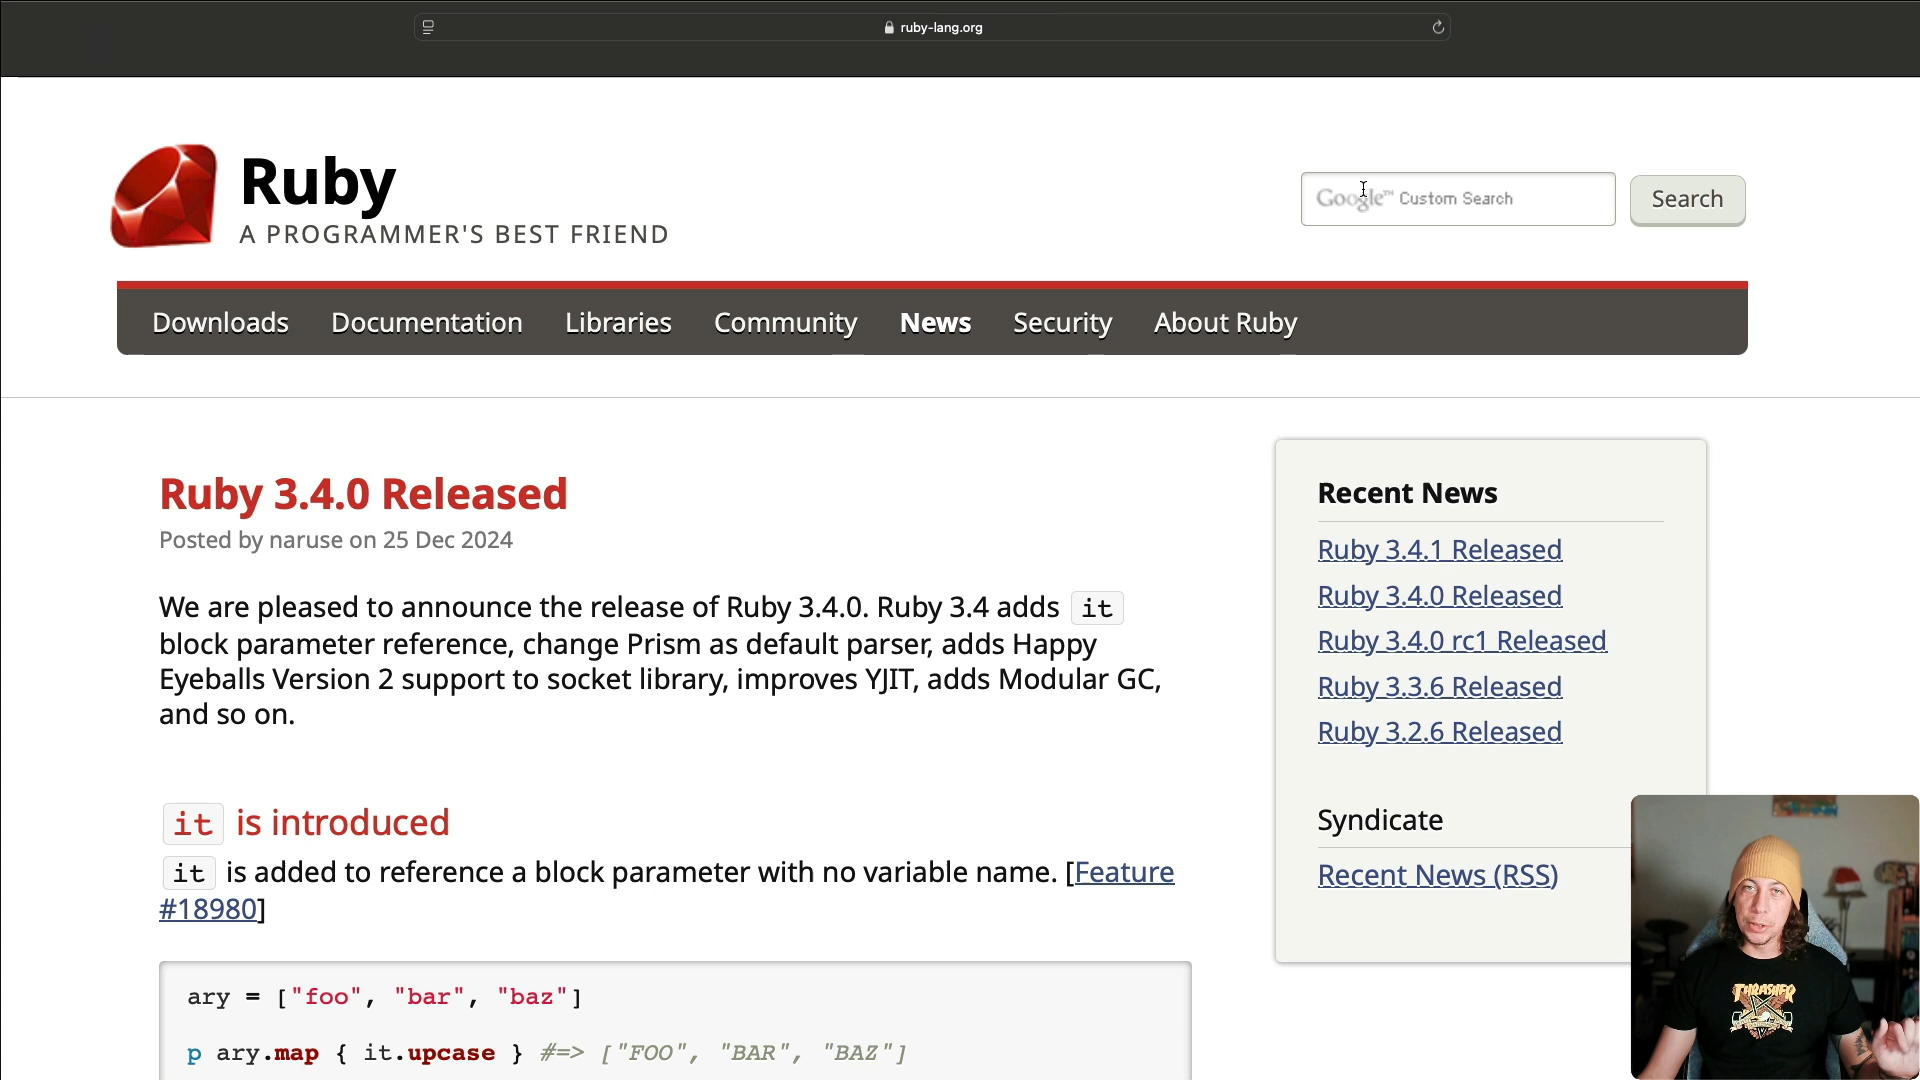 ruby-lang.org
Ruby
A PROGRAMMER'S BEST FRIEND
Google™ Custom Search
Search
Downloads Documentation Libraries Community News Security About Ruby
Ruby 3.4.0 Released
Posted by naruse on 25 Dec 2024
We are pleased to announce the release of Ruby 3.4.0. Ruby 3.4 adds it
block parameter reference, change Prism as default parser, adds Happy
Eyeballs Version 2 support to socket library, improves YJIT, adds Modular GC,
and so on.
it is introduced
it is added to reference a block parameter with no variable name. [Feature
#18980]
ary = ["foo", "bar", "baz"]
p ary.map { it.upcase } #=> ["FOO", "BAR", "BAZ"]
Recent News
Ruby 3.4.1 Released
Ruby 3.4.0 Released
Ruby 3.4.0 rc1 Released
Ruby 3.3.6 Released
Ruby 3.2.6 Released
Syndicate
Recent News (RSS)
THRASHER